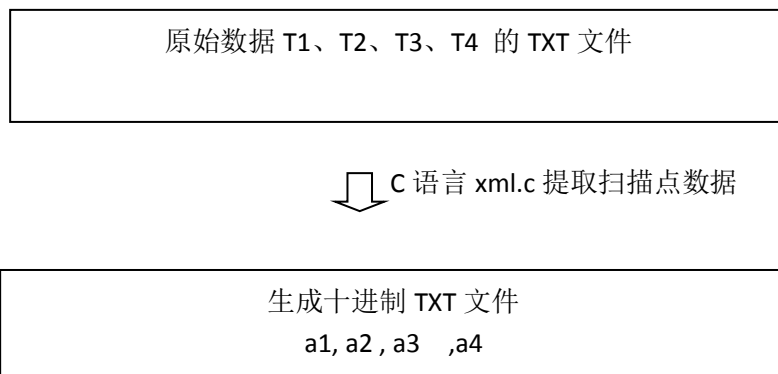 原始数据 T1、T2、T3、T4 的 TXT 文件
C 语言 xml.c 提取扫描点数据
生成十进制 TXT 文件
a1, a2 , a3 ,a4